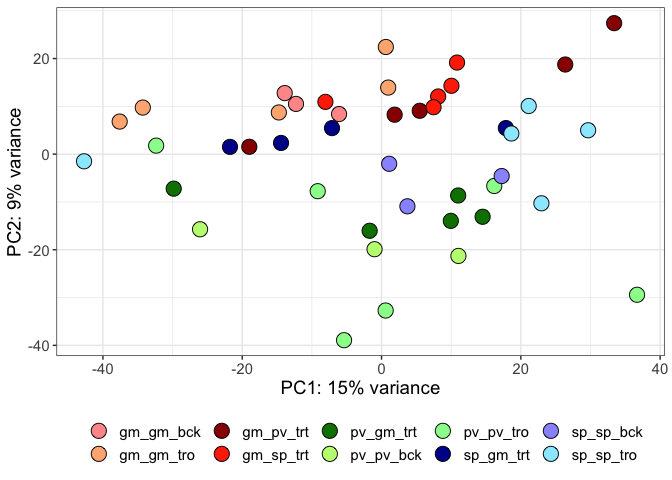 PC2: 9% variance
20
0
-20
-40
-40 -20 0 20 40
PC1: 15% variance
gm_gm_bck gm_pv_trt pv_gm_trt pv_pv_tro sp_sp_bck
gm_gm_tro gm_sp_trt pv_pv_bck sp_gm_trt sp_sp_tro